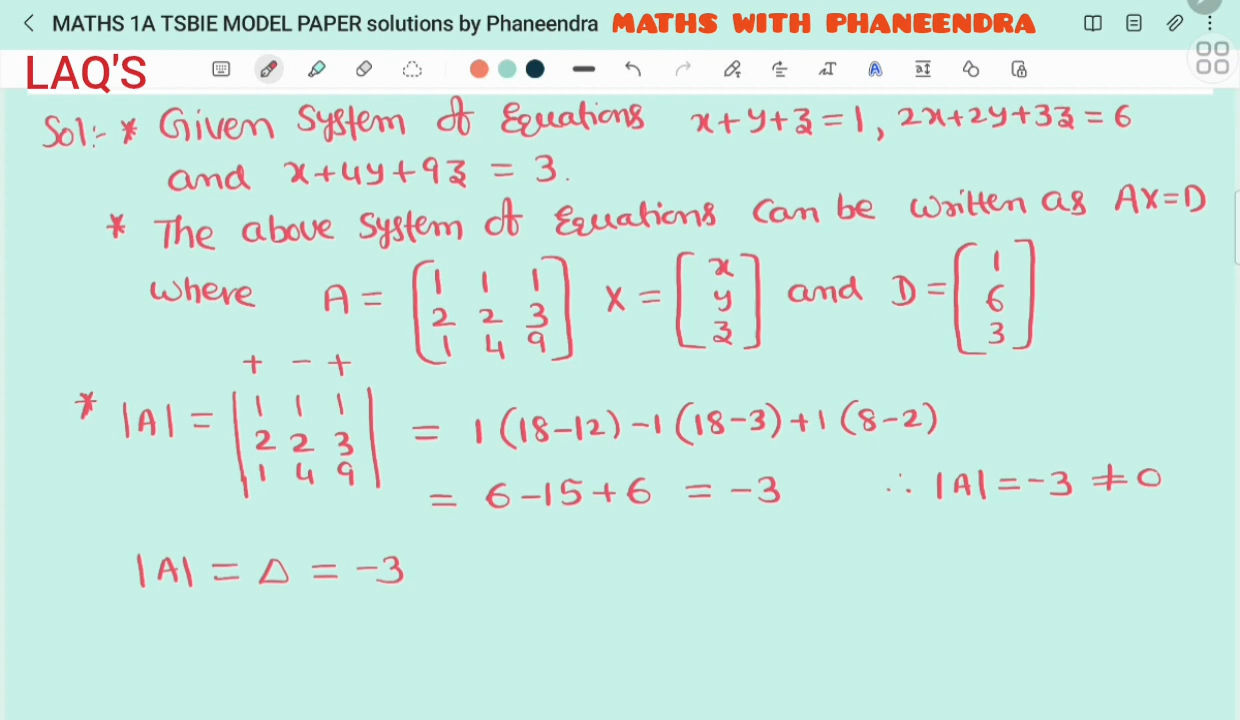 MATHS 1A TSBIE MODEL PAPER solutions by Phaneendra MATHS WITH PHANEENDRA
LAQ'S
Sol:- * Given System of Equations x+y+z=1, 2x+2y+3z=6
and x+4y+9z = 3.
* The above System of Equations Can be written as AX=D
where A = [1 1 1; 2 2 3; 1 4 9] X = [x; y; z] and D = [1; 6; 3]
+ - +
* |A| = |1 1 1; 2 2 3; 1 4 9| = 1(18-12)-1(18-3)+1(8-2)
= 6-15+6 = -3 ∴ |A| = -3 ≠ 0
|A| = Δ = -3